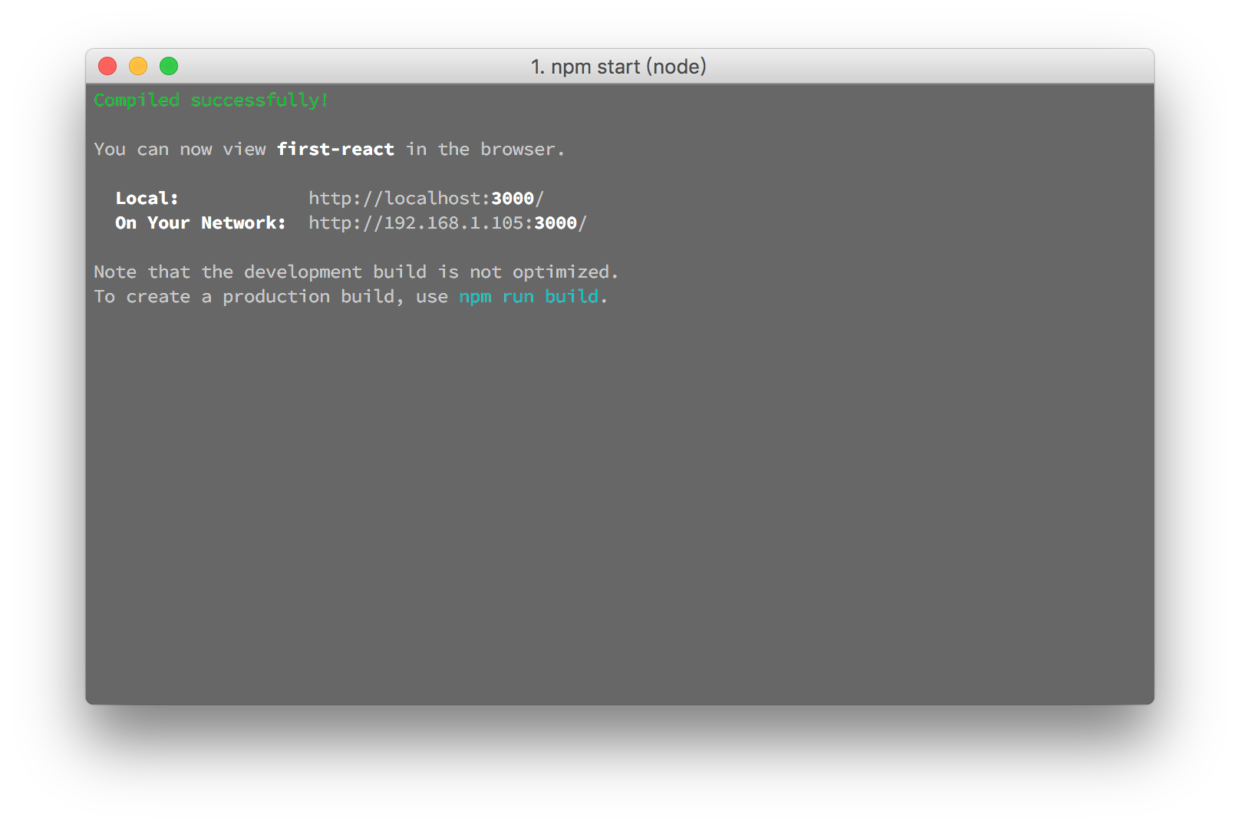 1. npm start (node)
Compiled successfully!
You can now view first-react in the browser.
Local: http://localhost:3000/
On Your Network: http://192.168.1.105:3000/
Note that the development build is not optimized.
To create a production build, use npm run build.